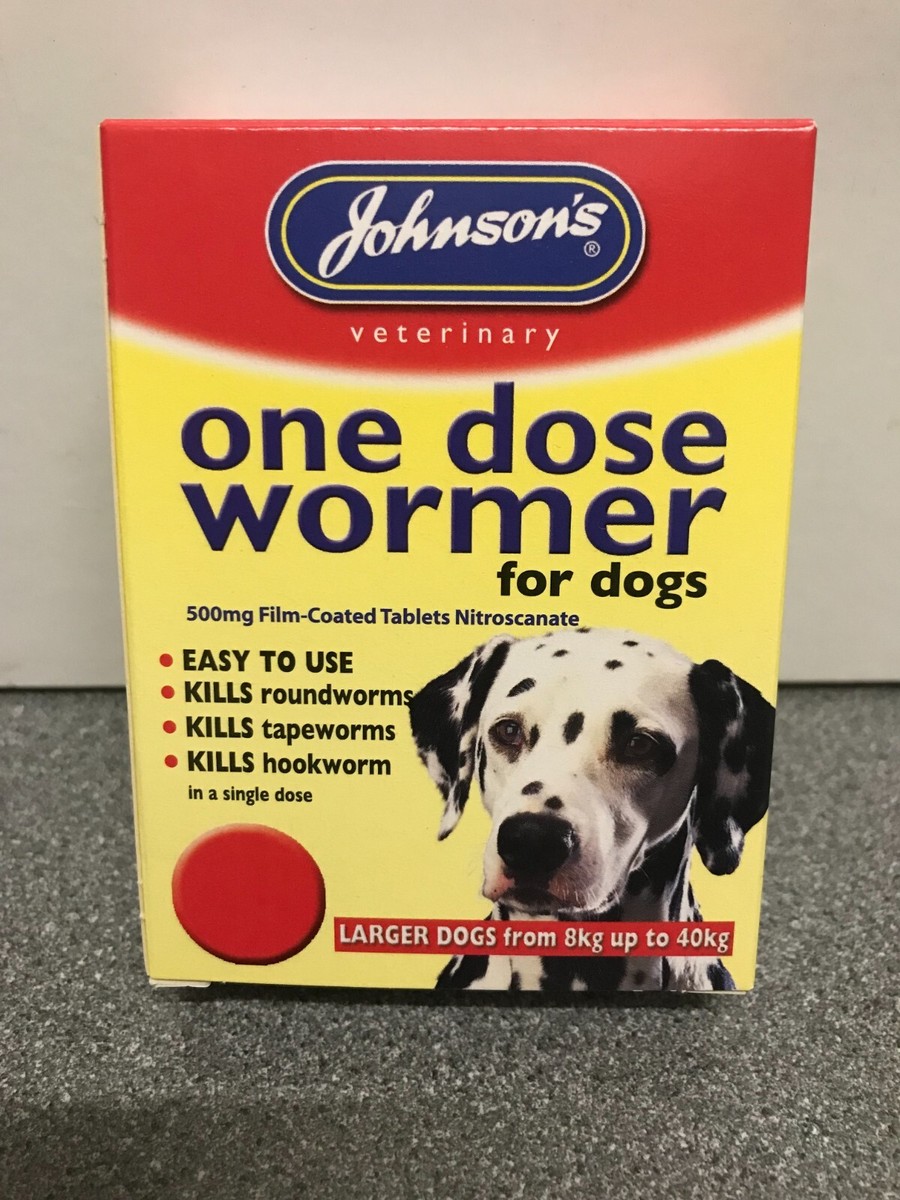 Johnson's®
veterinary
one dose
wormer
for dogs
500mg Film-Coated Tablets Nitroscanate
• EASY TO USE
• KILLS roundworms
• KILLS tapeworms
• KILLS hookworm
in a single dose
LARGER DOGS from 8kg up to 40kg